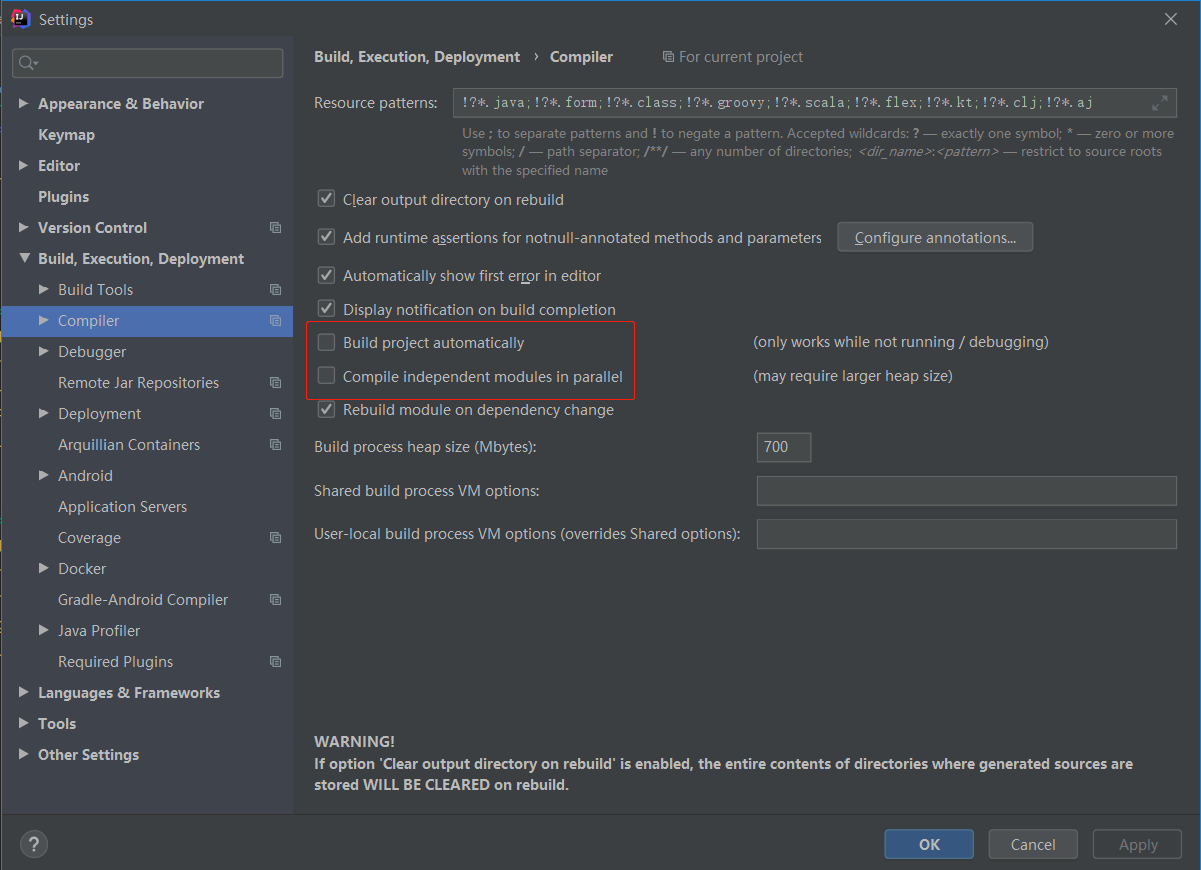 Settings
Build, Execution, Deployment › Compiler For current project
Appearance & Behavior
Keymap
Editor
Plugins
Version Control
Build, Execution, Deployment
Build Tools
Compiler
Debugger
Remote Jar Repositories
Deployment
Arquillian Containers
Android
Application Servers
Coverage
Docker
Gradle-Android Compiler
Java Profiler
Required Plugins
Languages & Frameworks
Tools
Other Settings
Resource patterns: !?*.java;!?*.form;!?*.class;!?*.groovy;!?*.scala;!?*.flex;!?*.kt;!?*.clj;!?*.aj
Use ; to separate patterns and ! to negate a pattern. Accepted wildcards: ? — exactly one symbol; * — zero or more
symbols; / — path separator; /**/ — any number of directories; <dir_name>:<pattern> — restrict to source roots
with the specified name
Clear output directory on rebuild
Add runtime assertions for notnull-annotated methods and parameters Configure annotations...
Automatically show first error in editor
Display notification on build completion
Build project automatically (only works while not running / debugging)
Compile independent modules in parallel (may require larger heap size)
Rebuild module on dependency change
Build process heap size (Mbytes): 700
Shared build process VM options:
User-local build process VM options (overrides Shared options):
WARNING!
If option 'Clear output directory on rebuild' is enabled, the entire contents of directories where generated sources are
stored WILL BE CLEARED on rebuild.
? OK Cancel Apply